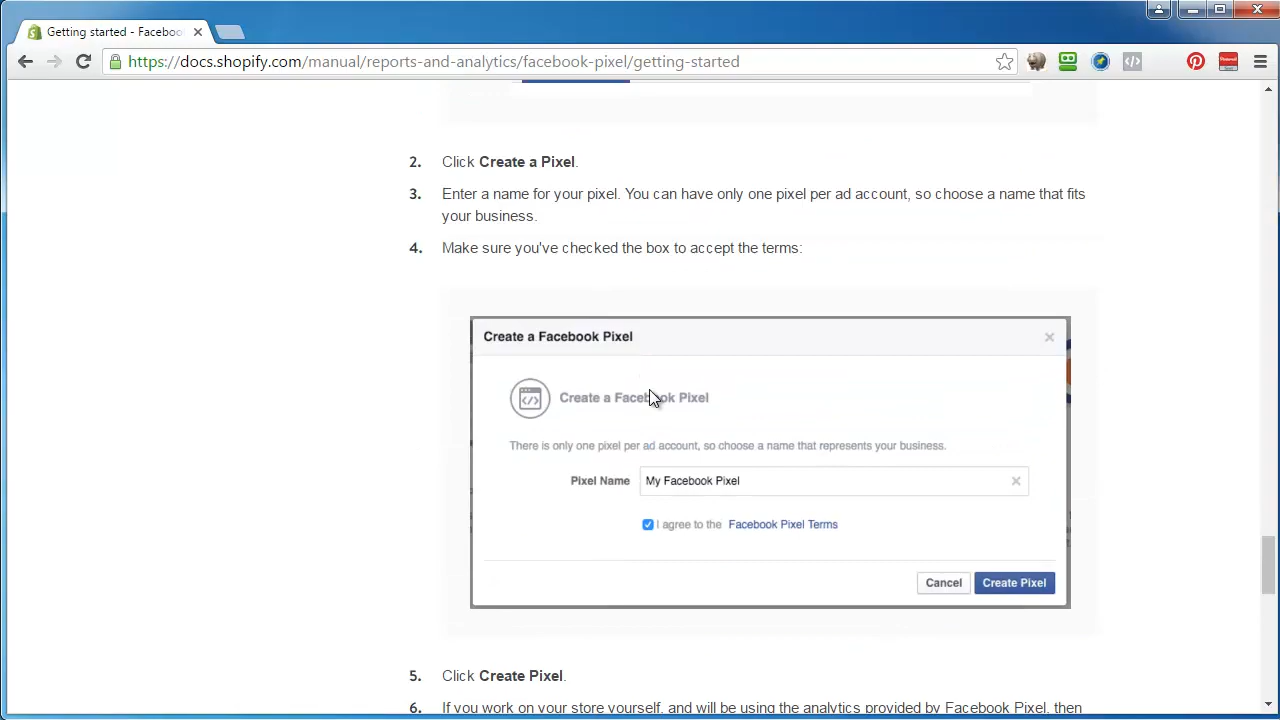 Getting started - Faceboo
https://docs.shopify.com/manual/reports-and-analytics/facebook-pixel/getting-started
2. Click Create a Pixel.
3. Enter a name for your pixel. You can have only one pixel per ad account, so choose a name that fits
your business.
4. Make sure you've checked the box to accept the terms:
Create a Facebook Pixel
Create a Facebook Pixel
There is only one pixel per ad account, so choose a name that represents your business.
Pixel Name My Facebook Pixel
I agree to the Facebook Pixel Terms
Cancel Create Pixel
5. Click Create Pixel.
6. If you work on your store yourself, and will be using the analytics provided by Facebook Pixel, then